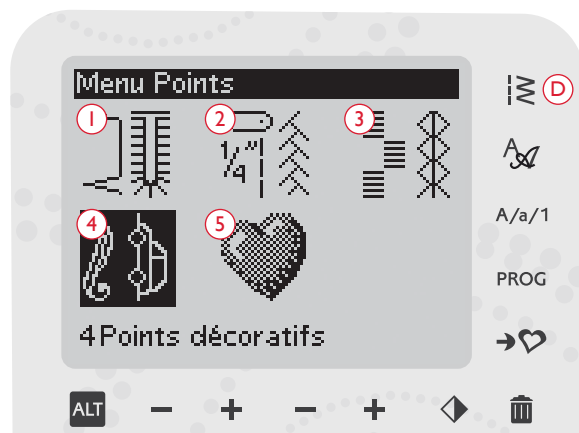 Menu Points
D
1
2
3
1/4"
A/a/1
4
5
PROG
4 Points décoratifs
ALT − + − +